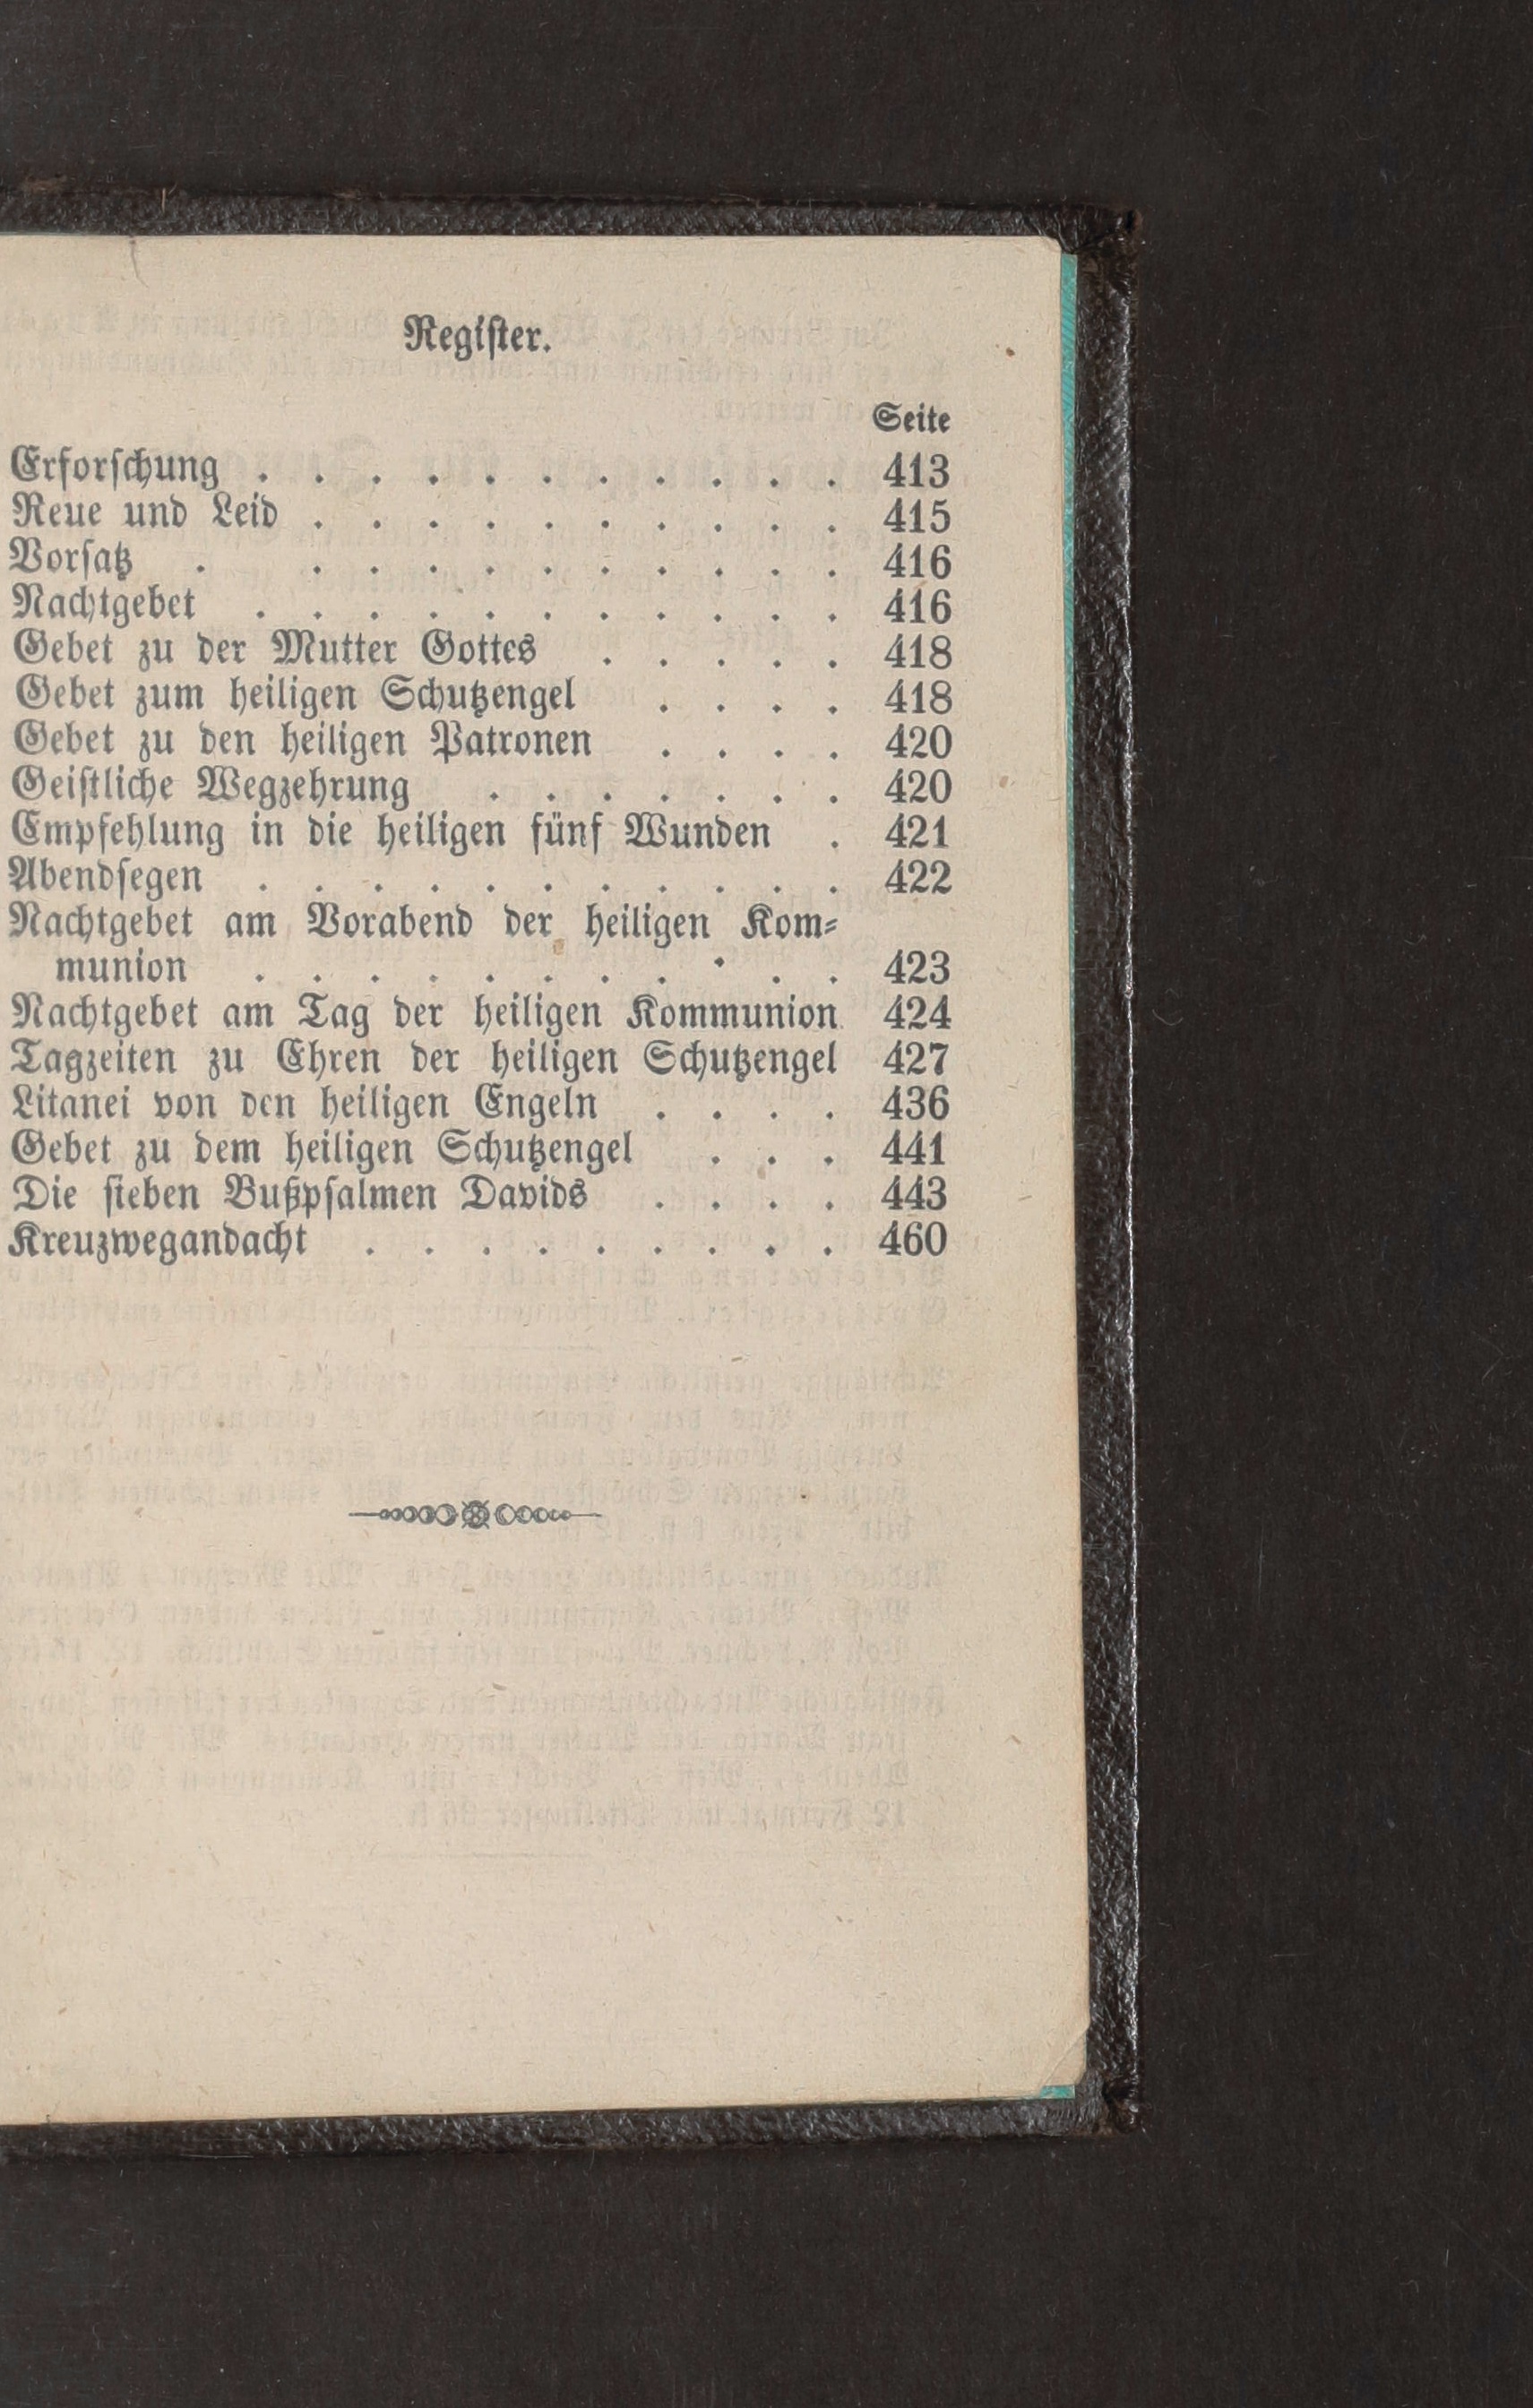 Register.
Seite
Erforschung . . . . . . . . . . . 413
Reue und Leid . . . . . . . . . . 415
Vorsatz . . . . . . . . . . . 416
Nachtgebet . . . . . . . . . . . 416
Gebet zu der Mutter Gottes . . . . . 418
Gebet zum heiligen Schutzengel . . . . 418
Gebet zu den heiligen Patronen . . . . 420
Geistliche Wegzehrung . . . . . . . 420
Empfehlung in die heiligen fünf Wunden . 421
Abendsegen . . . . . . . . . . . 422
Nachtgebet am Vorabend der heiligen Kom-
munion . . . . . . . . . . . 423
Nachtgebet am Tag der heiligen Kommunion 424
Tagzeiten zu Ehren der heiligen Schutzengel 427
Litanei von den heiligen Engeln . . . . 436
Gebet zu dem heiligen Schutzengel . . . 441
Die sieben Bußpsalmen Davids . . . . 443
Kreuzwegandacht . . . . . . . . . 460